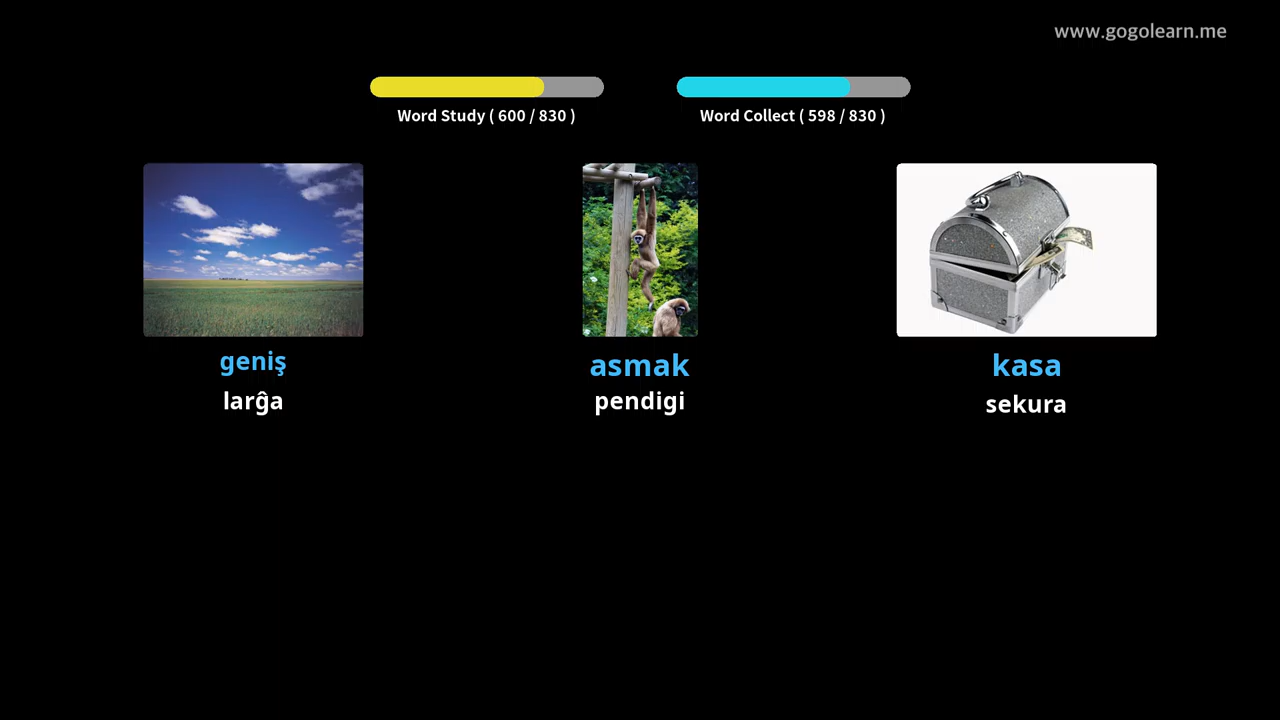 www.gogolearn.me
Word Study ( 600 / 830 )
Word Collect ( 598 / 830 )
geniş
larĝa
asmak
pendigi
kasa
sekura